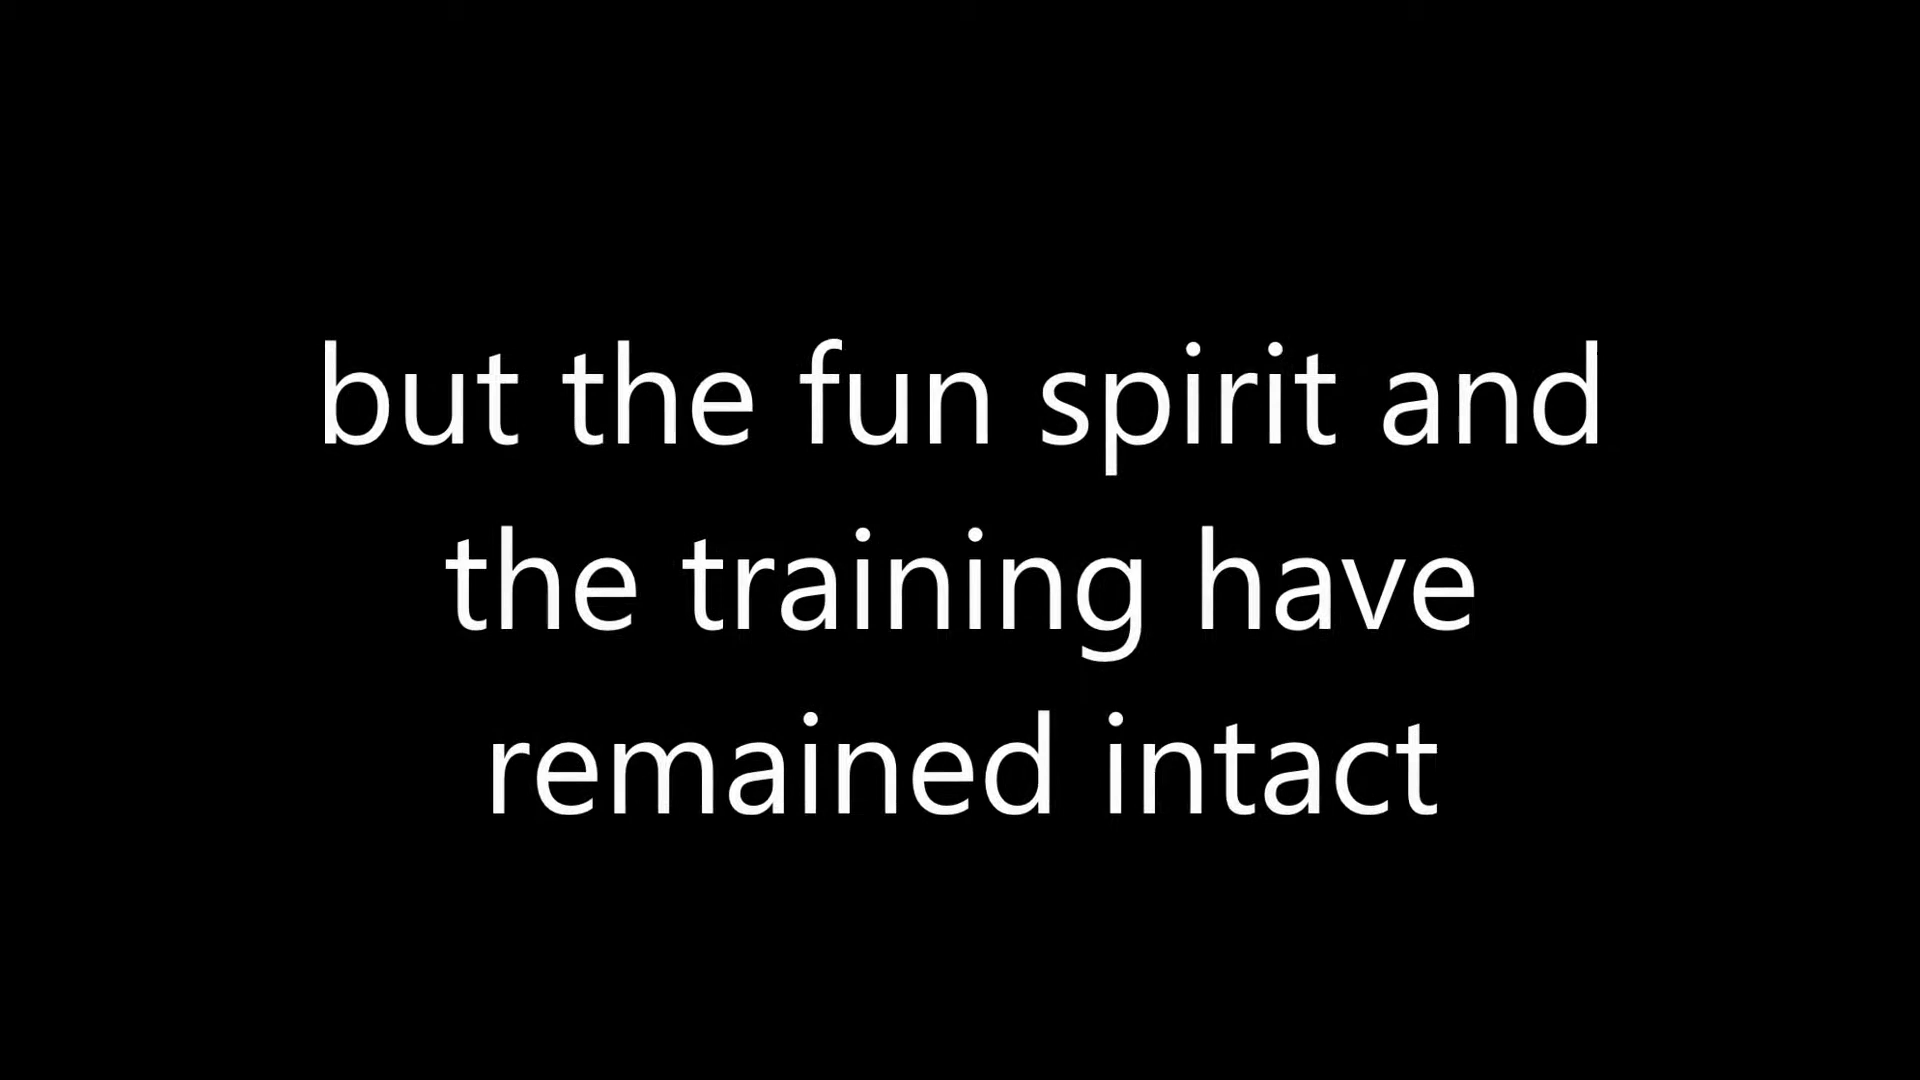 but the fun spirit and
the training have
remained intact